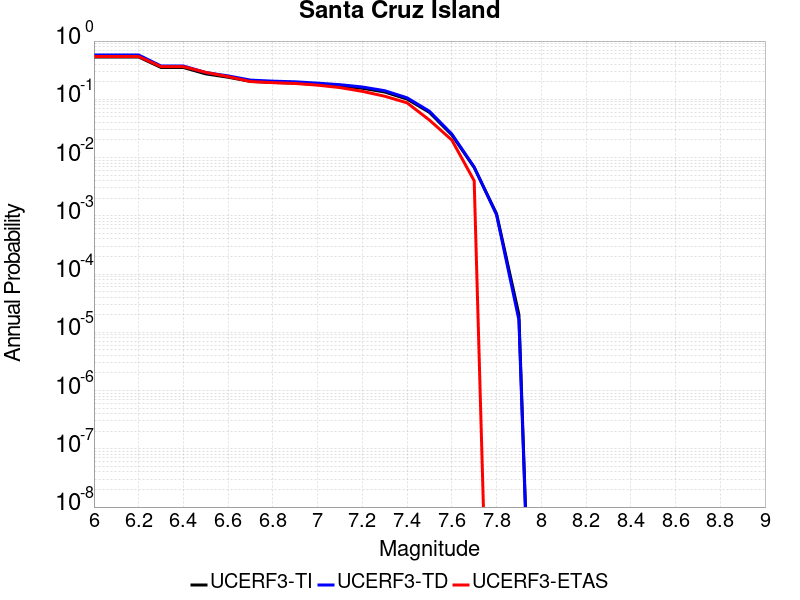 Santa Cruz Island
10^0
10^-1
10^-2
10^-3
10^-4
10^-5
10^-6
10^-7
10^-8
Annual Probability
6 6.2 6.4 6.6 6.8 7 7.2 7.4 7.6 7.8 8 8.2 8.4 8.6 8.8 9
Magnitude
UCERF3-TI UCERF3-TD UCERF3-ETAS